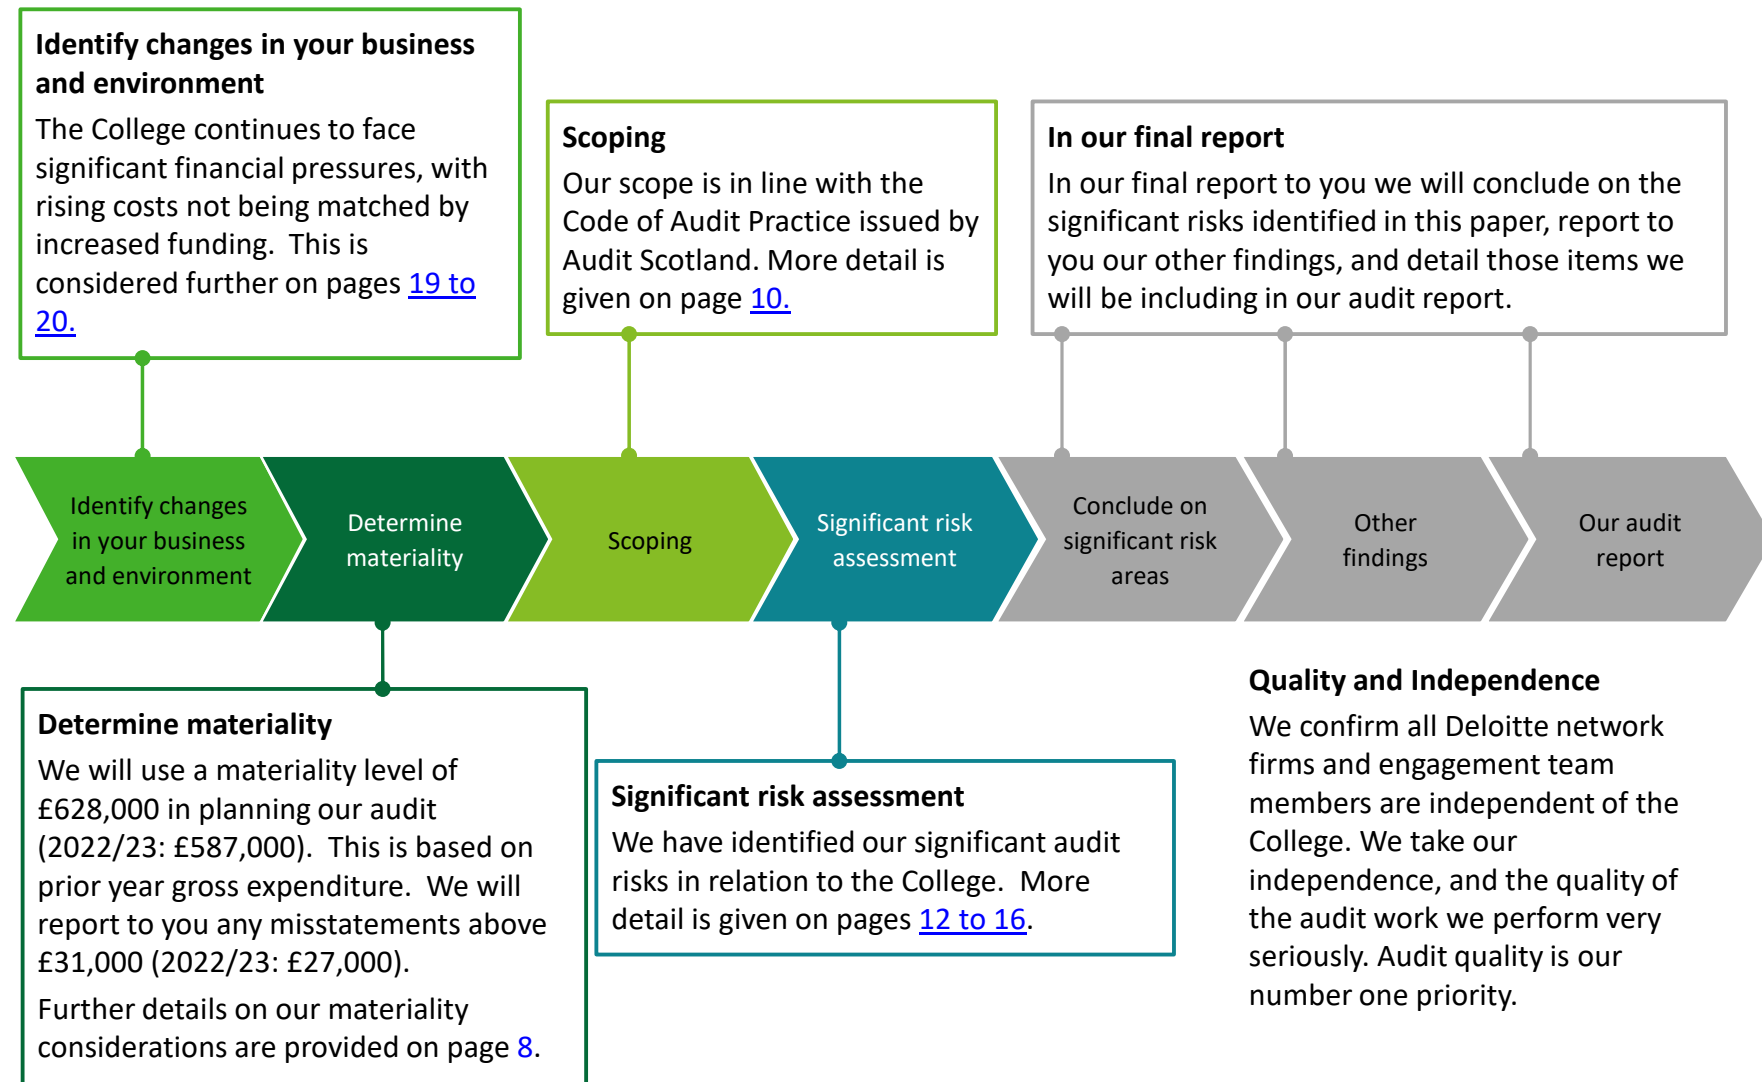 Identify changes in your business
and environment
The College continues to face
significant financial pressures, with
rising costs not being matched by
increased funding.  This is
considered further on pages 19 to
20.
Scoping
Our scope is in line with the
Code of Audit Practice issued by
Audit Scotland. More detail is
given on page 10.
In our final report
In our final report to you we will conclude on the
significant risks identified in this paper, report to
you our other findings, and detail those items we
will be including in our audit report.
Identify changes
in your business
and environment
Determine
materiality
Scoping
Significant risk
assessment
Conclude on
significant risk
areas
Other
findings
Our audit
report
Determine materiality
We will use a materiality level of
£628,000 in planning our audit
(2022/23: £587,000).  This is based on
prior year gross expenditure.  We will
report to you any misstatements above
£31,000 (2022/23: £27,000).
Further details on our materiality
considerations are provided on page 8.
Significant risk assessment
We have identified our significant audit
risks in relation to the College.  More
detail is given on pages 12 to 16.
Quality and Independence
We confirm all Deloitte network
firms and engagement team
members are independent of the
College. We take our
independence, and the quality of
the audit work we perform very
seriously. Audit quality is our
number one priority.